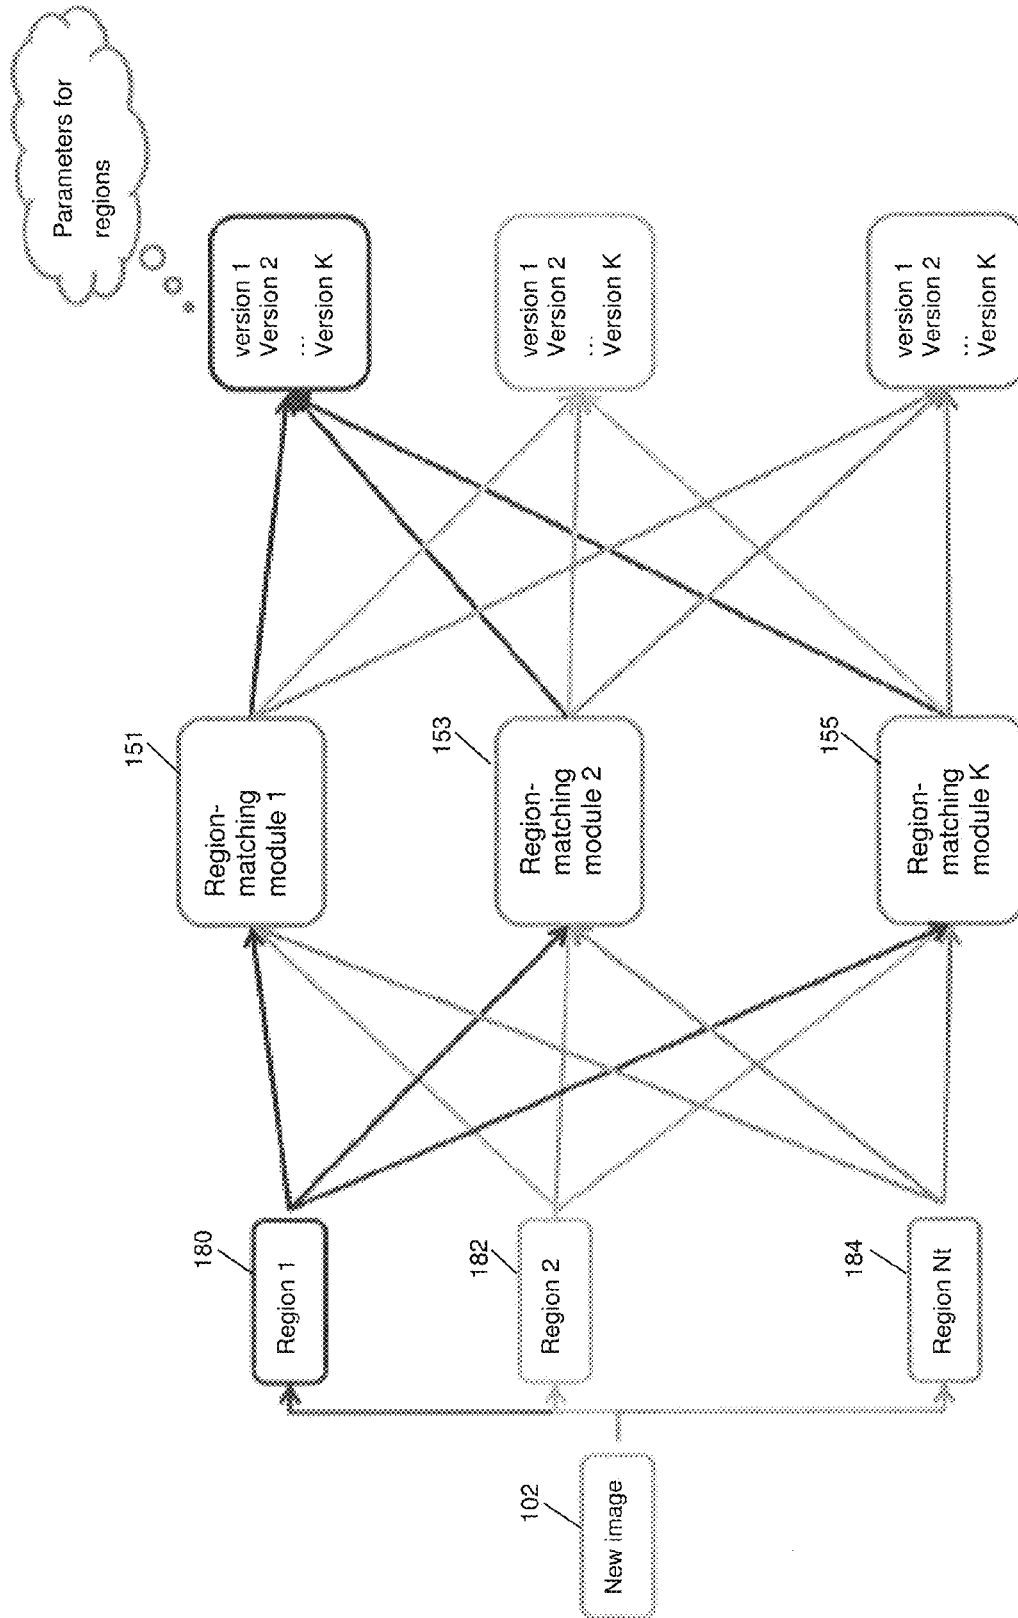 Parameters for
regions
102
New image
180
Region 1
182
Region 2
184
Region Nt
151
Region-
matching
module 1
153
Region-
matching
module 2
155
Region-
matching
module K
version 1
Version 2
...
Version K
version 1
Version 2
...
Version K
version 1
Version 2
...
Version K